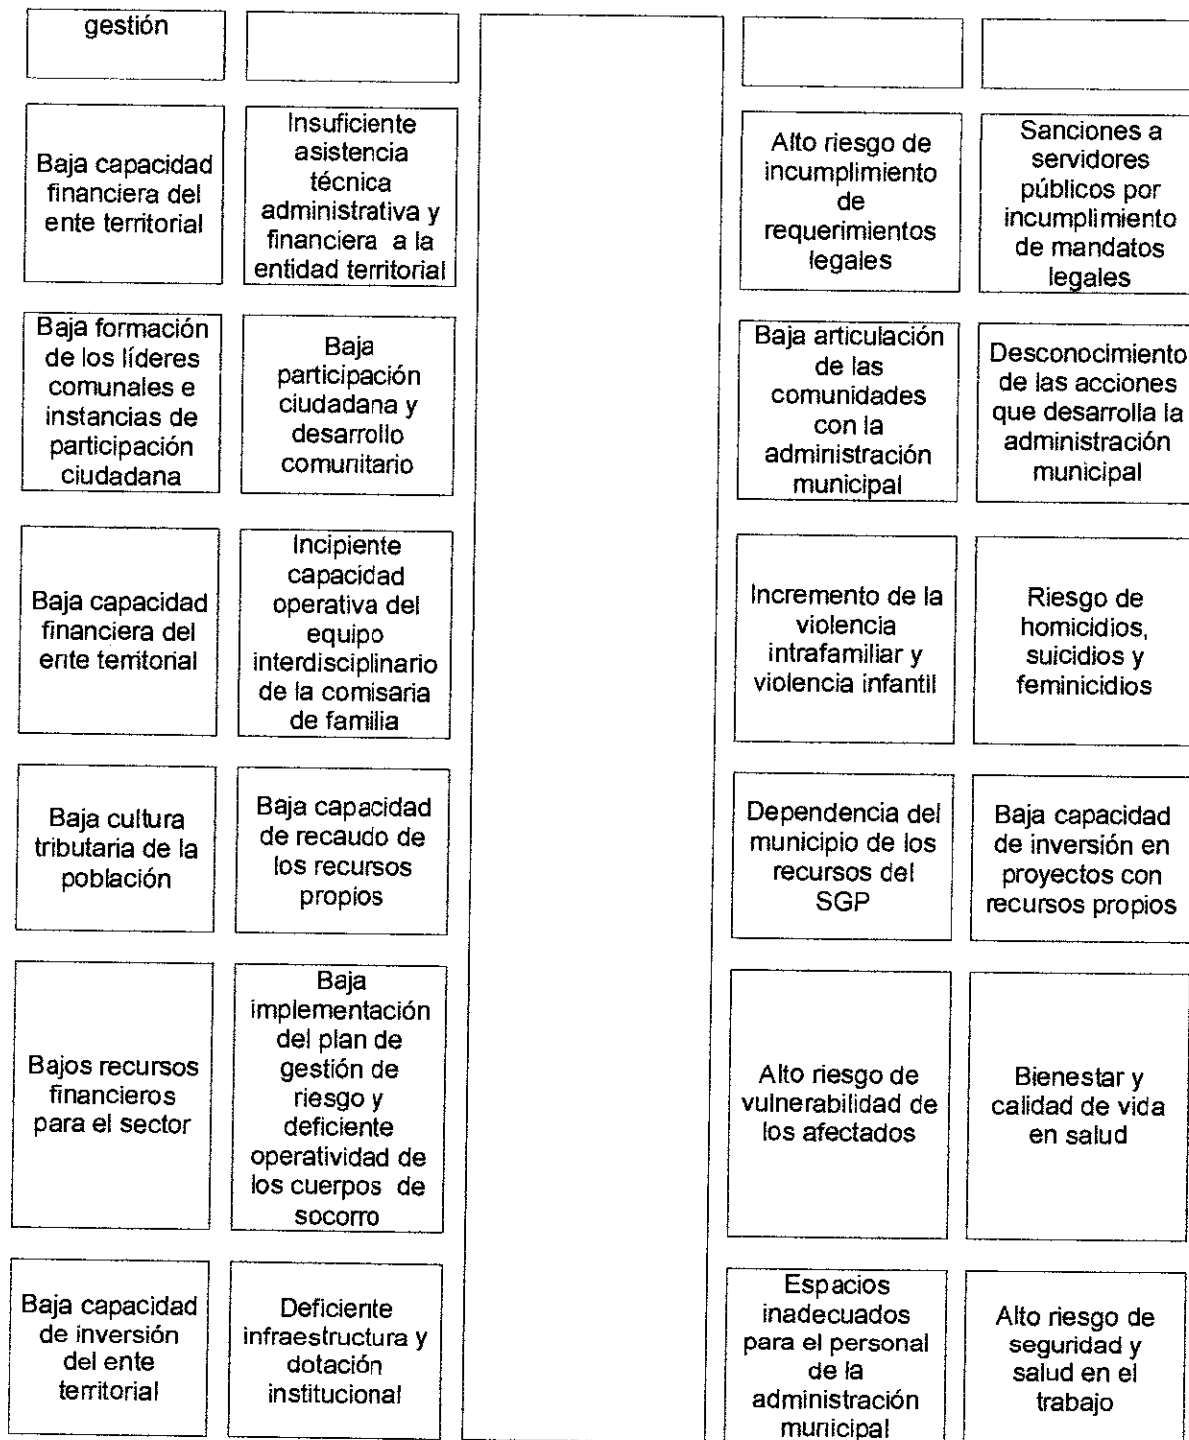 gestión
Baja capacidad
financiera del
ente territorial
Insuficiente
asistencia
técnica
administrativa y
financiera a la
entidad territorial
Alto riesgo de
incumplimiento
de
requerimientos
legales
Sanciones a
servidores
públicos por
incumplimiento
de mandatos
legales
Baja formación
de los líderes
comunales e
instancias de
participación
ciudadana
Baja
participación
ciudadana y
desarrollo
comunitario
Baja articulación
de las
comunidades
con la
administración
municipal
Desconocimiento
de las acciones
que desarrolla la
administración
municipal
Baja capacidad
financiera del
ente territorial
Incipiente
capacidad
operativa del
equipo
interdisciplinario
de la comisaria
de familia
Incremento de la
violencia
intrafamiliar y
violencia infantil
Riesgo de
homicidios,
suicidios y
feminicidios
Baja cultura
tributaria de la
población
Baja capacidad
de recaudo de
los recursos
propios
Dependencia del
municipio de los
recursos del
SGP
Baja capacidad
de inversión en
proyectos con
recursos propios
Bajos recursos
financieros
para el sector
Baja
implementación
del plan de
gestión de
riesgo y
deficiente
operatividad de
los cuerpos de
socorro
Alto riesgo de
vulnerabilidad de
los afectados
Bienestar y
calidad de vida
en salud
Baja capacidad
de inversión
del ente
territorial
Deficiente
infraestructura y
dotación
institucional
Espacios
inadecuados
para el personal
de la
administración
municipal
Alto riesgo de
seguridad y
salud en el
trabajo